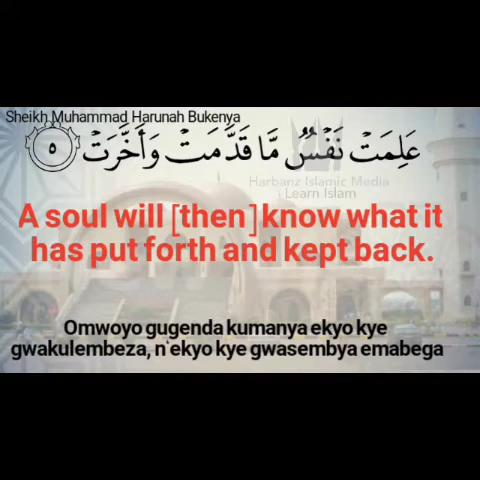 Sheikh Muhammad Harunah Bukenya
عَلِمَتْ نَفْسٌ مَّا قَدَّمَتْ وَأَخَّرَتْ ٥
Harbanz Islamic Media
Learn Islam
A soul will [then] know what it
has put forth and kept back.
Omwoyo gugenda kumanya ekyo kye
gwakulembeza, n'ekyo kye gwasembya emabega